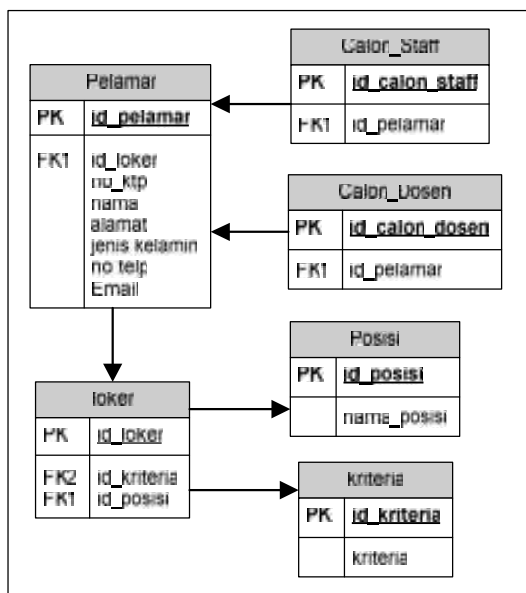 Pelamar
PK id_pelamar
FK1 id_loker
no_ktp
nama
alamat
jenis kelamin
no telp
Email
Calon_Staff
PK id_calon_staff
FK1 id_pelamar
Calon_Dosen
PK id_calon_dosen
FK1 id_pelamar
loker
PK id_loker
FK2 id_kriteria
FK1 id_posisi
Posisi
PK id_posisi
nama_posisi
kriteria
PK id_kriteria
kriteria